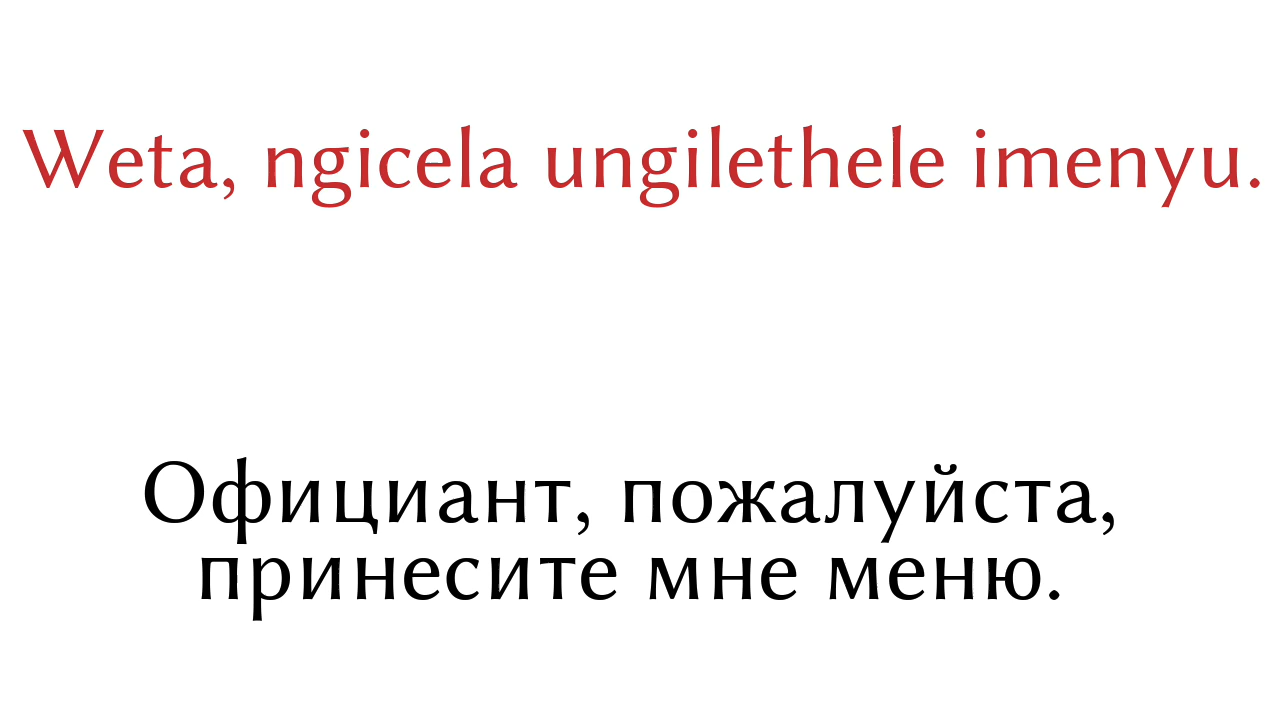 Weta, ngicela ungilethele imenyu.
Официант, пожалуйста,
принесите мне меню.